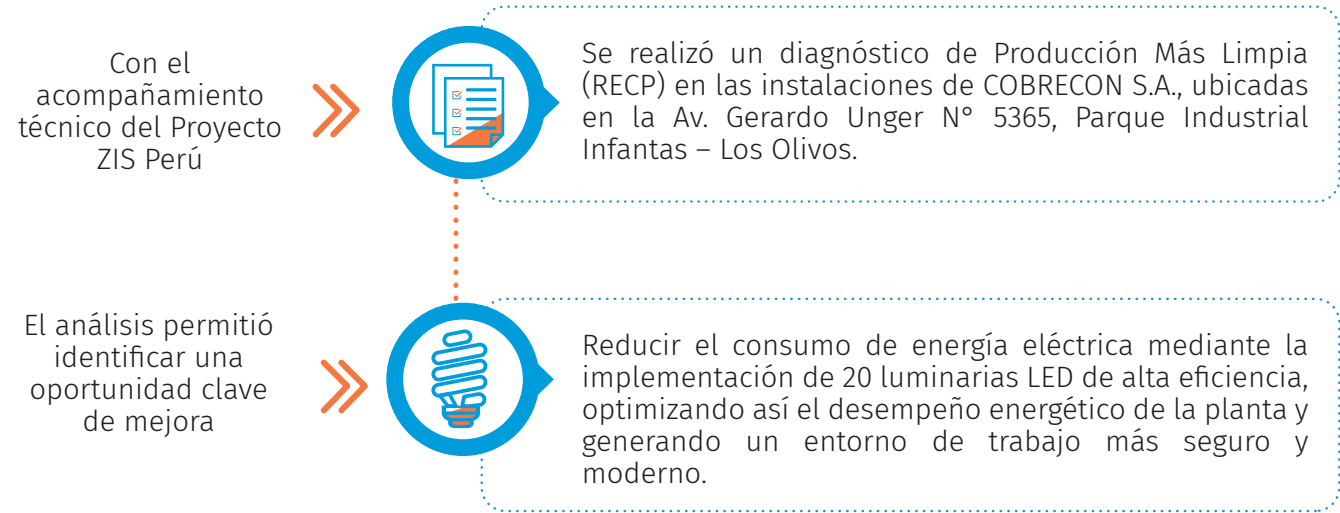 Con el
acompañamiento
técnico del Proyecto
ZIS Perú
Se realizó un diagnóstico de Producción Más Limpia
(RECP) en las instalaciones de COBRECON S.A., ubicadas
en la Av. Gerardo Unger N° 5365, Parque Industrial
Infantas – Los Olivos.
El análisis permitió
identificar una
oportunidad clave
de mejora
Reducir el consumo de energía eléctrica mediante la
implementación de 20 luminarias LED de alta eficiencia,
optimizando así el desempeño energético de la planta y
generando un entorno de trabajo más seguro y
moderno.